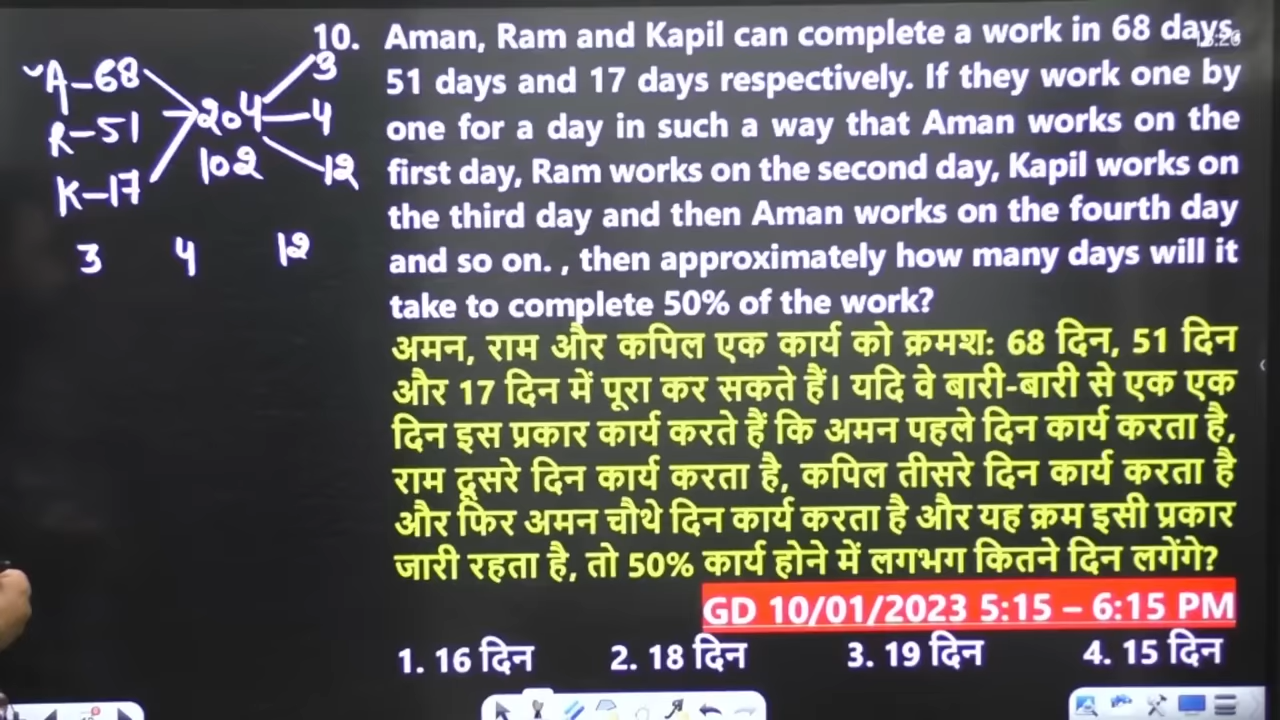 10. Aman, Ram and Kapil can complete a work in 68 days,
51 days and 17 days respectively. If they work one by
one for a day in such a way that Aman works on the
first day, Ram works on the second day, Kapil works on
the third day and then Aman works on the fourth day
and so on. , then approximately how many days will it
take to complete 50% of the work?
अमन, राम और कपिल एक कार्य को क्रमश: 68 दिन, 51 दिन
और 17 दिन में पूरा कर सकते हैं। यदि वे बारी-बारी से एक एक
दिन इस प्रकार कार्य करते हैं कि अमन पहले दिन कार्य करता है,
राम दूसरे दिन कार्य करता है, कपिल तीसरे दिन कार्य करता है
और फिर अमन चौथे दिन कार्य करता है और यह क्रम इसी प्रकार
जारी रहता है, तो 50% कार्य होने में लगभग कितने दिन लगेंगे?
GD 10/01/2023 5:15 – 6:15 PM
1. 16 दिन 2. 18 दिन 3. 19 दिन 4. 15 दिन
A-68
R-51
K-17
204
102
3
4
12
3 4 12